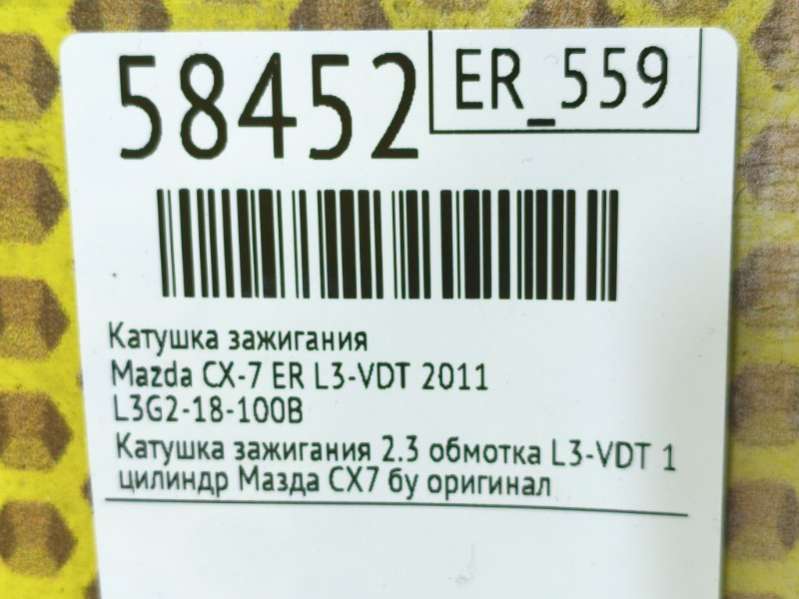 58452
ER_559
Катушка зажигания
Mazda CX-7 ER L3-VDT 2011
L3G2-18-100B
Катушка зажигания 2.3 обмотка L3-VDT 1
цилиндр Мазда СХ7 бу оригинал